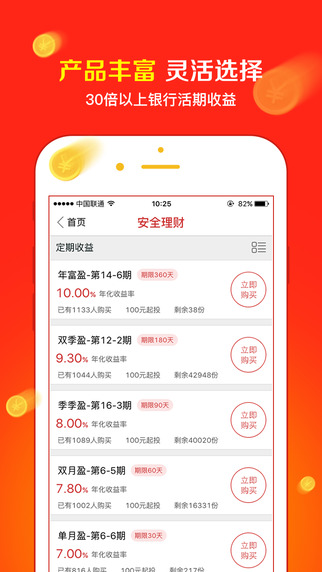 产品丰富 灵活选择
30倍以上银行活期收益
中国联通 10:25 82%
首页 安全理财
定期收益
年富盈-第14-6期 期限360天
10.00% 年化收益率
立即购买
已有1133人购买 100元起投 剩余38份
双季盈-第12-2期 期限180天
9.30% 年化收益率
立即购买
已有1044人购买 100元起投 剩余42948份
季季盈-第16-3期 期限90天
8.00% 年化收益率
立即购买
已有1089人购买 100元起投 剩余40020份
双月盈-第6-5期 期限60天
7.80% 年化收益率
立即购买
已有816人购买 100元起投 剩余16331份
单月盈-第6-6期 期限30天
7.00% 年化收益率
立即购买
已有862人购买 100元起投 剩余217份